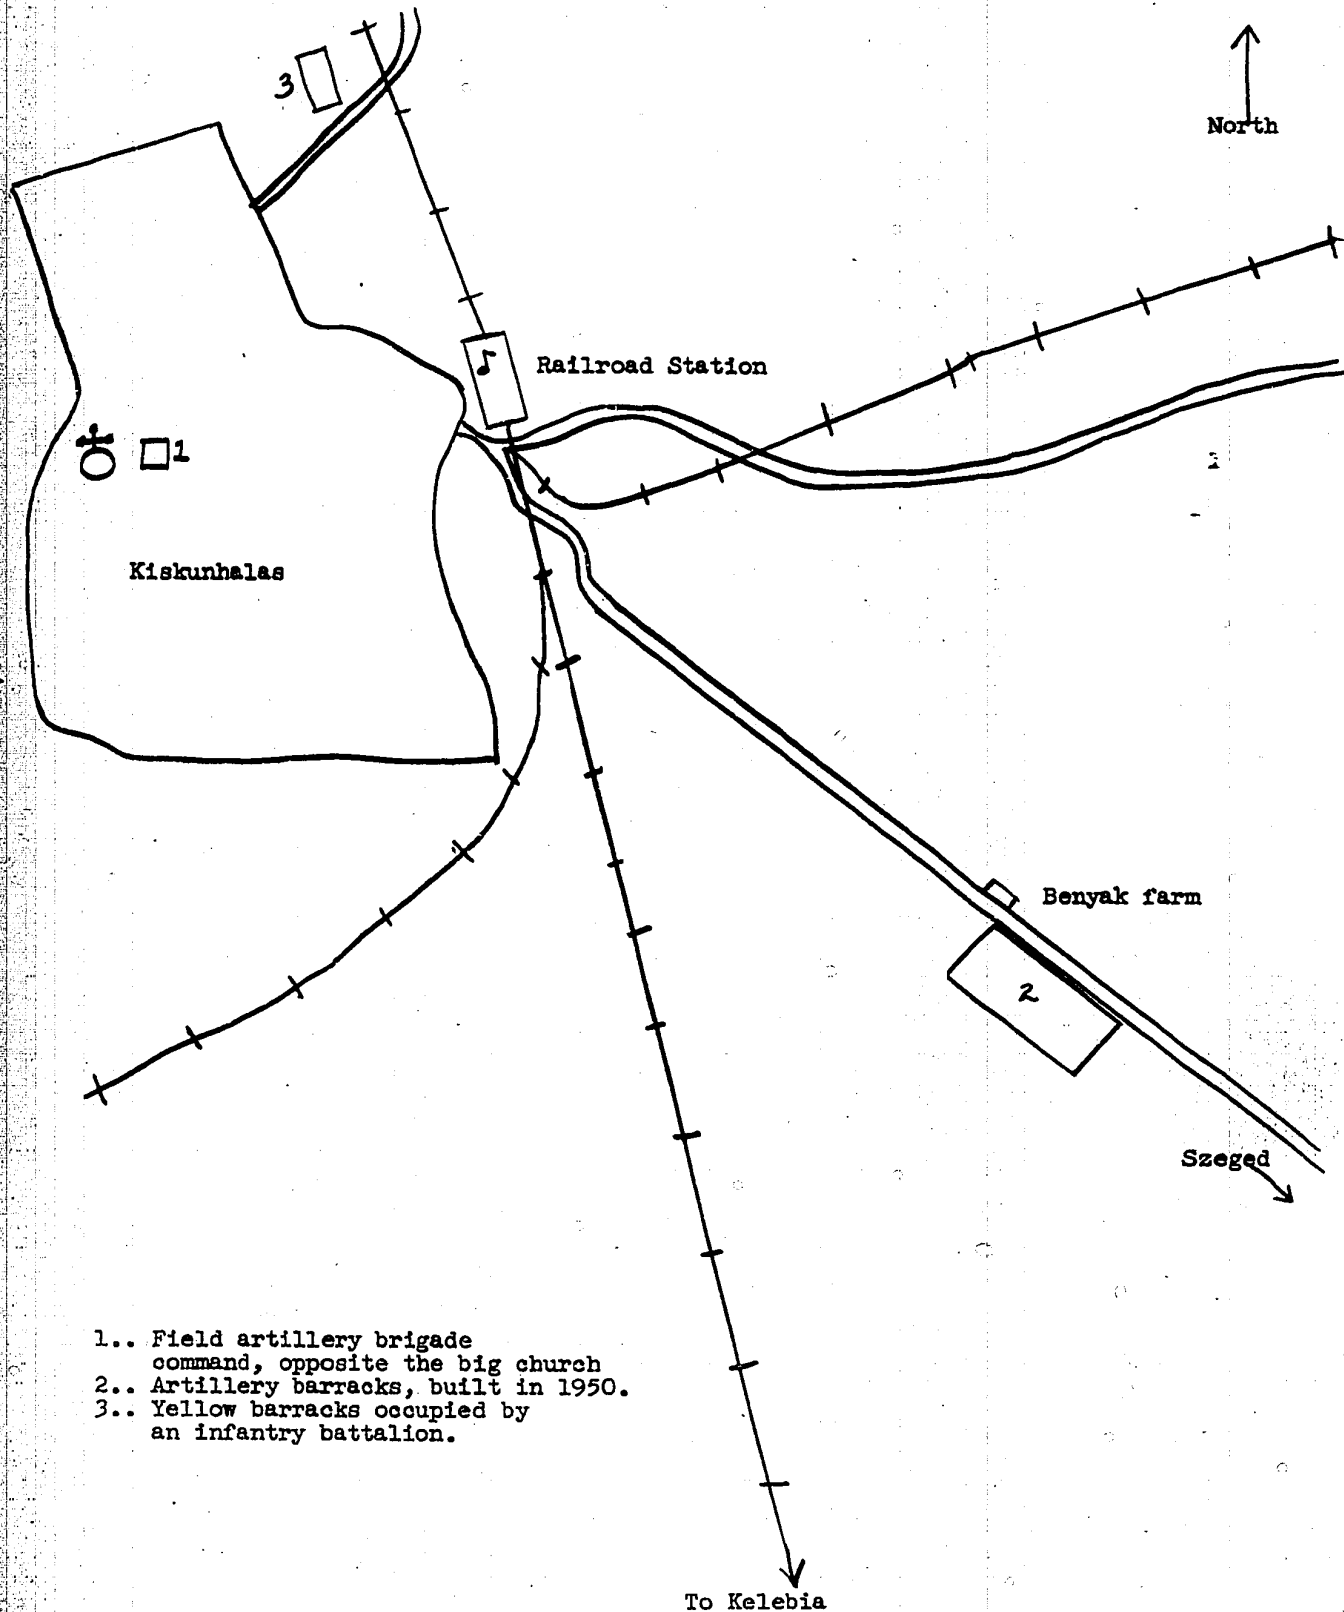 3
North
Railroad Station
1
Kiskunhalas
Benyak farm
2
Szeged
1.. Field artillery brigade
command, opposite the big church
2.. Artillery barracks, built in 1950.
3.. Yellow barracks occupied by
an infantry battalion.
To Kelebia